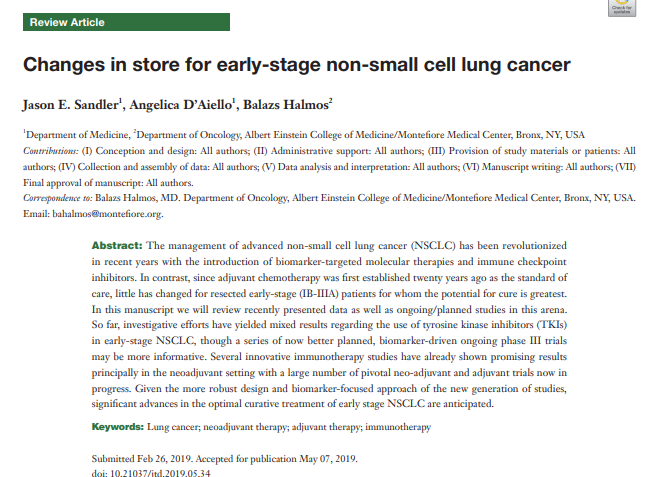 Check for
updates
Review Article
Changes in store for early-stage non-small cell lung cancer
Jason E. Sandler1, Angelica D'Aiello1, Balazs Halmos2
1Department of Medicine, 2Department of Oncology, Albert Einstein College of Medicine/Montefiore Medical Center, Bronx, NY, USA
Contributions: (I) Conception and design: All authors; (II) Administrative support: All authors; (III) Provision of study materials or patients: All
authors; (IV) Collection and assembly of data: All authors; (V) Data analysis and interpretation: All authors; (VI) Manuscript writing: All authors; (VII)
Final approval of manuscript: All authors.
Correspondence to: Balazs Halmos, MD. Department of Oncology, Albert Einstein College of Medicine/Montefiore Medical Center, Bronx, NY, USA.
Email: bahalmos@montefiore.org.
Abstract: The management of advanced non-small cell lung cancer (NSCLC) has been revolutionized
in recent years with the introduction of biomarker-targeted molecular therapies and immune checkpoint
inhibitors. In contrast, since adjuvant chemotherapy was first established twenty years ago as the standard of
care, little has changed for resected early-stage (IB-IIIA) patients for whom the potential for cure is greatest.
In this manuscript we will review recently presented data as well as ongoing/planned studies in this arena.
So far, investigative efforts have yielded mixed results regarding the use of tyrosine kinase inhibitors (TKIs)
in early-stage NSCLC, though a series of now better planned, biomarker-driven ongoing phase III trials
may be more informative. Several innovative immunotherapy studies have already shown promising results
principally in the neoadjuvant setting with a large number of pivotal neo-adjuvant and adjuvant trials now in
progress. Given the more robust design and biomarker-focused approach of the new generation of studies,
significant advances in the optimal curative treatment of early stage NSCLC are anticipated.
Keywords: Lung cancer; neoadjuvant therapy; adjuvant therapy; immunotherapy
Submitted Feb 26, 2019. Accepted for publication May 07, 2019.
doi: 10.21037/itd.2019.05.34